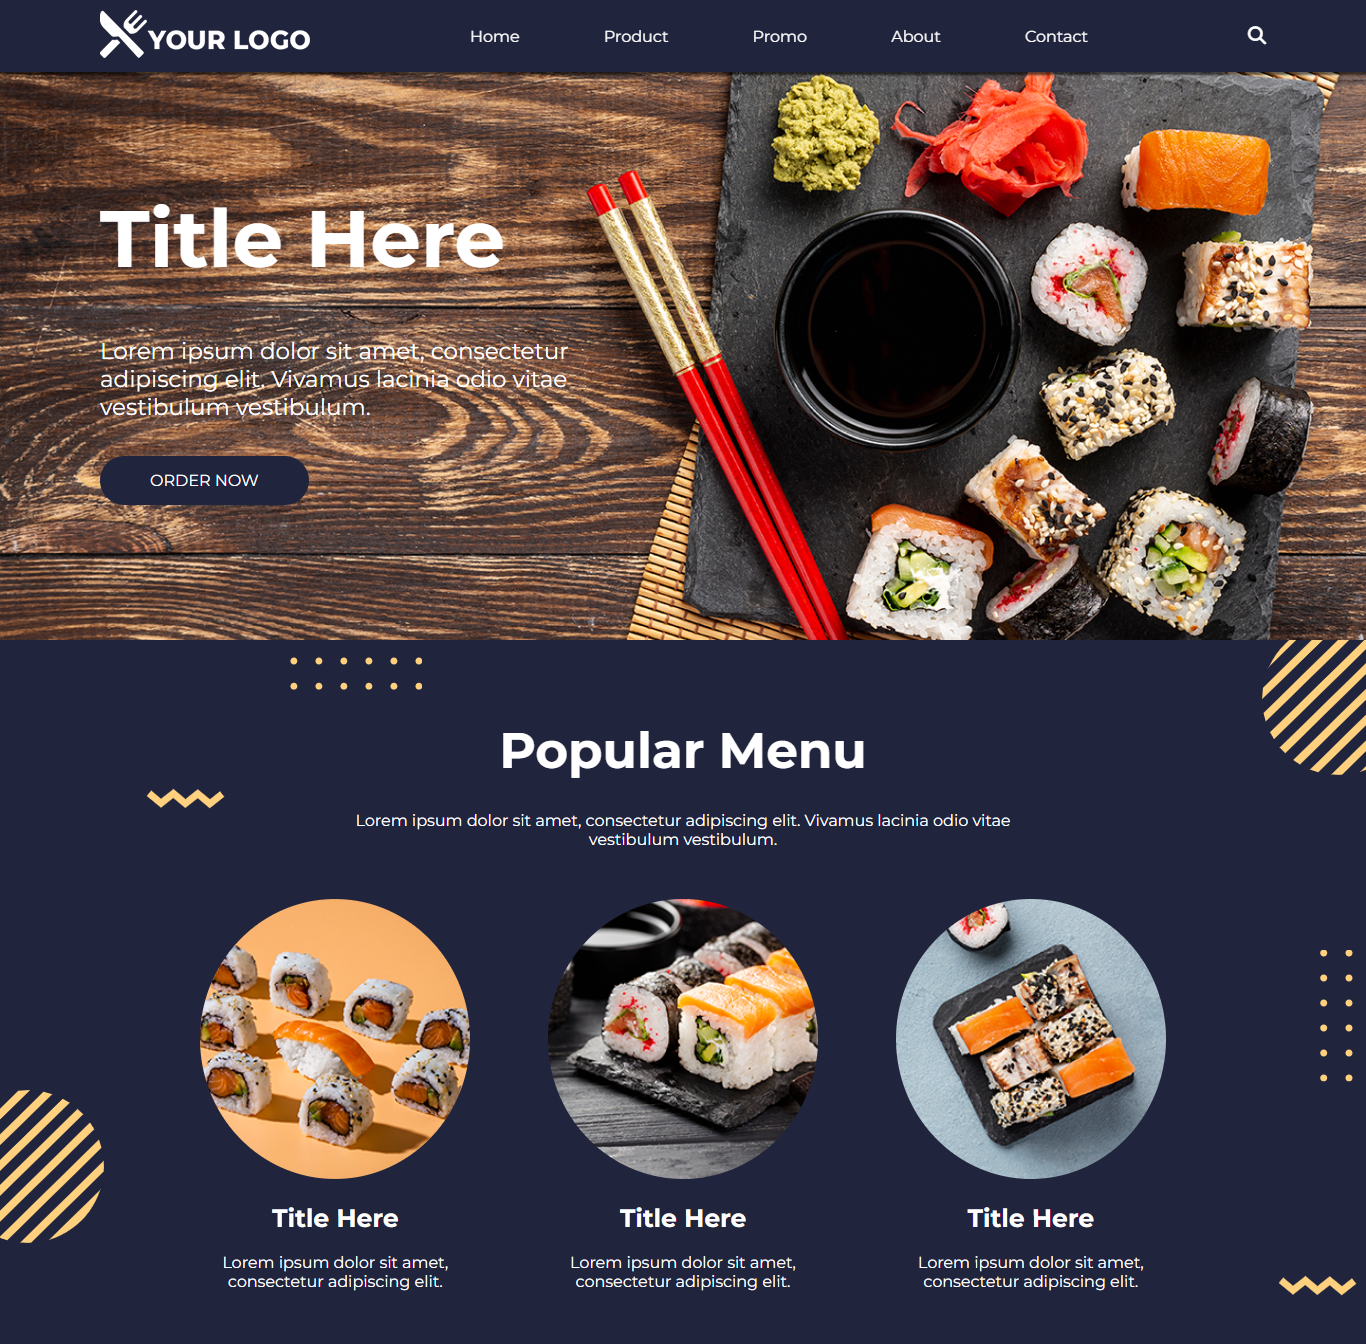 YOUR LOGO
Home
Product
Promo
About
Contact
Title Here
Lorem ipsum dolor sit amet, consectetur
adipiscing elit. Vivamus lacinia odio vitae
vestibulum vestibulum.
ORDER NOW
Popular Menu
Lorem ipsum dolor sit amet, consectetur adipiscing elit. Vivamus lacinia odio vitae
vestibulum vestibulum.
Title Here
Lorem ipsum dolor sit amet,
consectetur adipiscing elit.
Title Here
Lorem ipsum dolor sit amet,
consectetur adipiscing elit.
Title Here
Lorem ipsum dolor sit amet,
consectetur adipiscing elit.